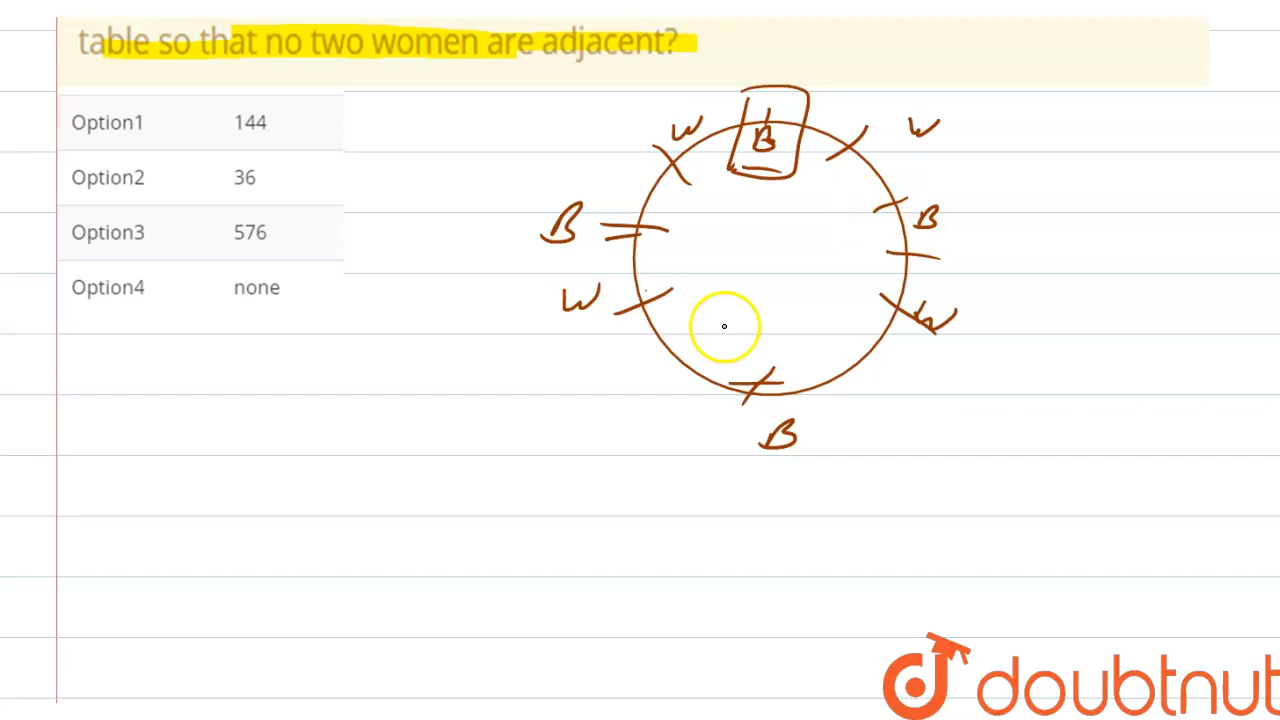 table so that no two women are adjacent?
Option1 144
Option2 36
Option3 576
Option4 none
W B W
B B
W W
B
doubtnut